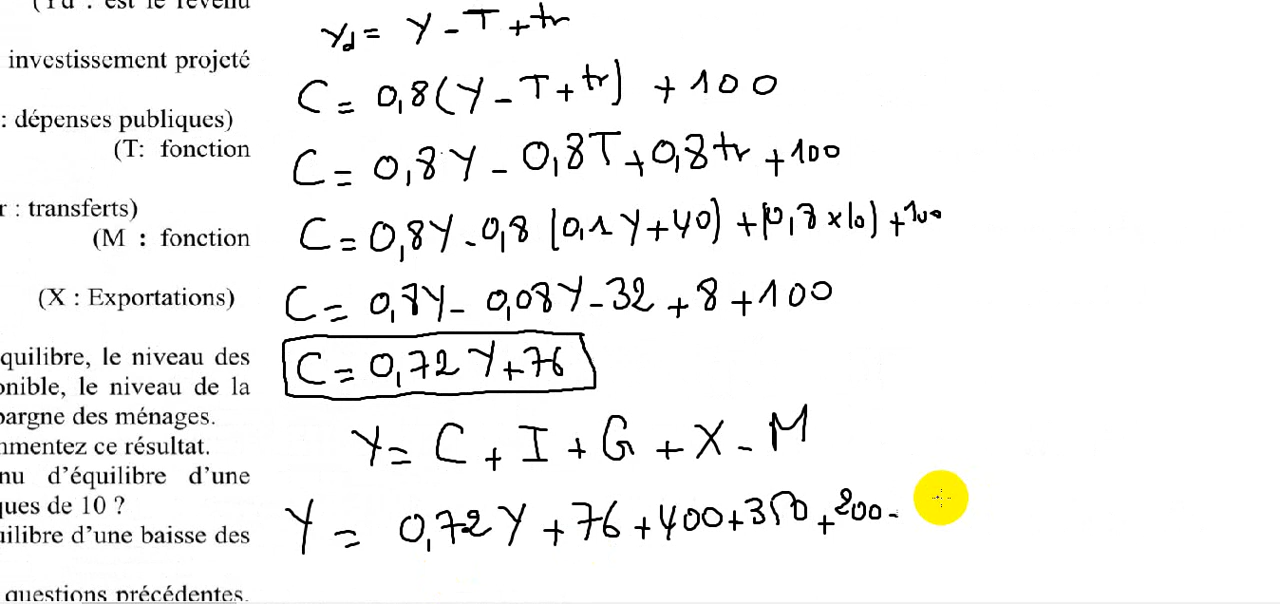 (Yd : est le revenu
Yd = Y - T + tr
investissement projeté
C = 0,8(Y - T + tr) + 100
: dépenses publiques)
(T: fonction
C = 0,8Y - 0,8T + 0,8tr + 100
r : transferts)
(M : fonction
C = 0,8Y - 0,8 (0,1Y + 40) + (0,8 x 10) + 100
(X : Exportations)
C = 0,8Y - 0,08Y - 32 + 8 + 100
quilibre, le niveau des
C = 0,72Y + 76
onible, le niveau de la
pargne des ménages.
mmentez ce résultat.
Y = C + I + G + X - M
nu d'équilibre d'une
ques de 10 ?
Y = 0,72Y + 76 + 400 + 350 + 200 -
uilibre d'une baisse des
questions précédentes.